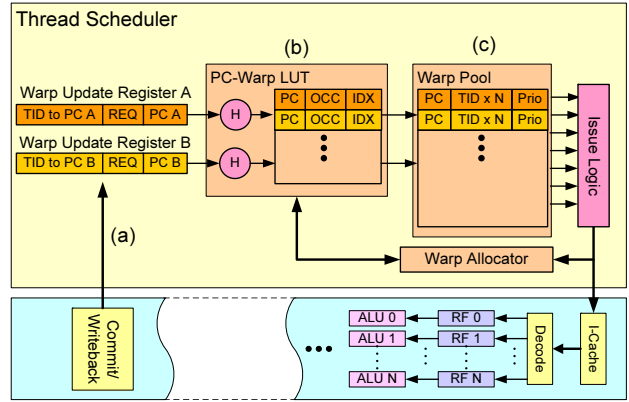 Thread Scheduler
(b)
(c)
PC-Warp LUT
Warp Pool
Warp Update Register A
TID to PC A REQ PC A
H
PC OCC IDX
PC TID x N Prio
PC OCC IDX
PC TID x N Prio
Warp Update Register B
TID to PC B REQ PC B
H
Issue Logic
(a)
Warp Allocator
Commit/
Writeback
ALU 0 RF 0
ALU 1 RF 1
ALU N RF N
Decode
I-Cache